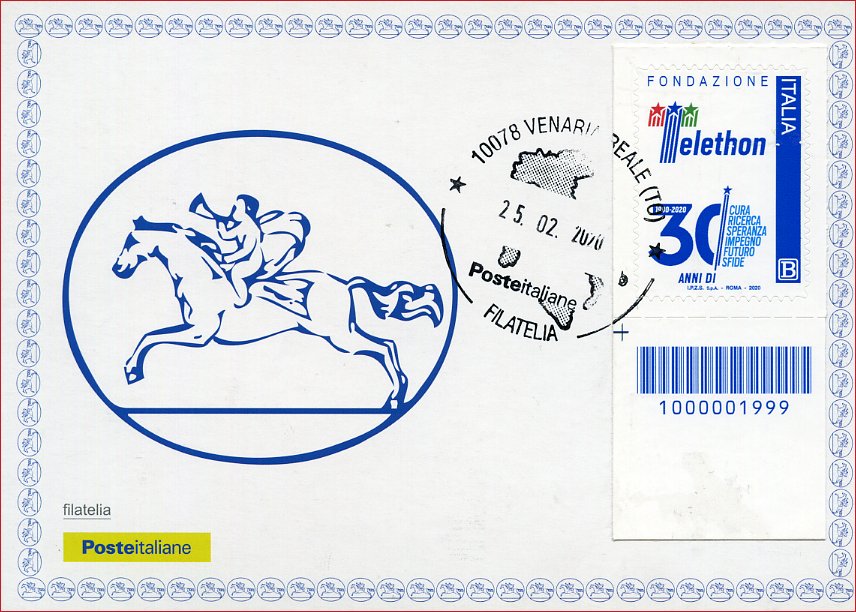 FONDAZIONE
ITALIA
Telethon
1990-2020
30
CURA
RICERCA
SPERANZA
IMPEGNO
FUTURO
SFIDE
ANNI DI
B
I.P.Z.S. S.p.A. - ROMA - 2020
10078 VENARIA REALE (TO)
25. 02. 2020
Posteitaliane
FILATELIA
1000001999
filatelia
Posteitaliane